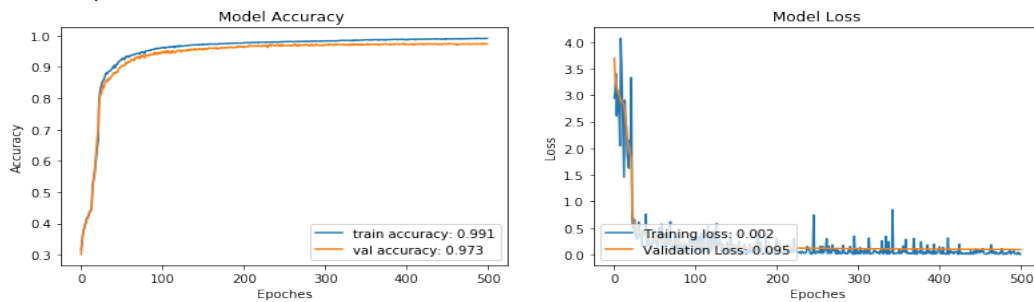 Model Accuracy
1.0
0.9
0.8
0.7
0.6
0.5
0.4
0.3
Accuracy
train accuracy: 0.991
val accuracy: 0.973
0 100 200 300 400 500
Epoches
Model Loss
4.0
3.5
3.0
2.5
2.0
1.5
1.0
0.5
0.0
Loss
Training loss: 0.002
Validation Loss: 0.095
0 100 200 300 400 500
Epoches